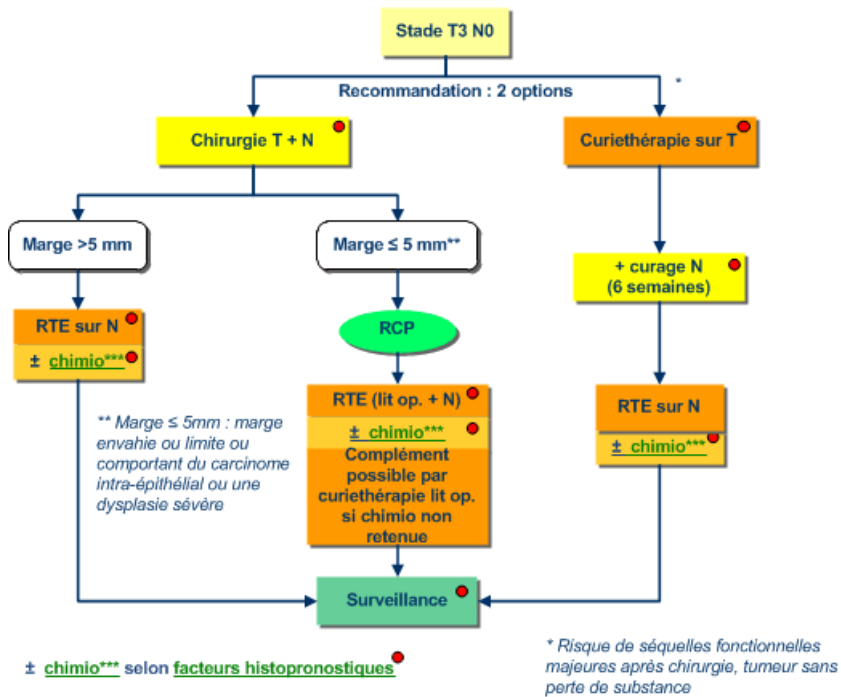 Stade T3 N0
Recommandation : 2 options
*
Chirurgie T + N
Curiethérapie sur T
Marge >5 mm
Marge ≤ 5 mm**
+ curage N
(6 semaines)
RTE sur N
± chimio***
RCP
RTE (lit op. + N)
± chimio***
Complément
possible par
curiethérapie lit op.
si chimio non
retenue
RTE sur N
± chimio***
** Marge ≤ 5mm : marge
envahie ou limite ou
comportant du carcinome
intra-épithélial ou une
dysplasie sévère
Surveillance
± chimio*** selon facteurs histopronostiques
* Risque de séquelles fonctionnelles
majeures après chirurgie, tumeur sans
perte de substance